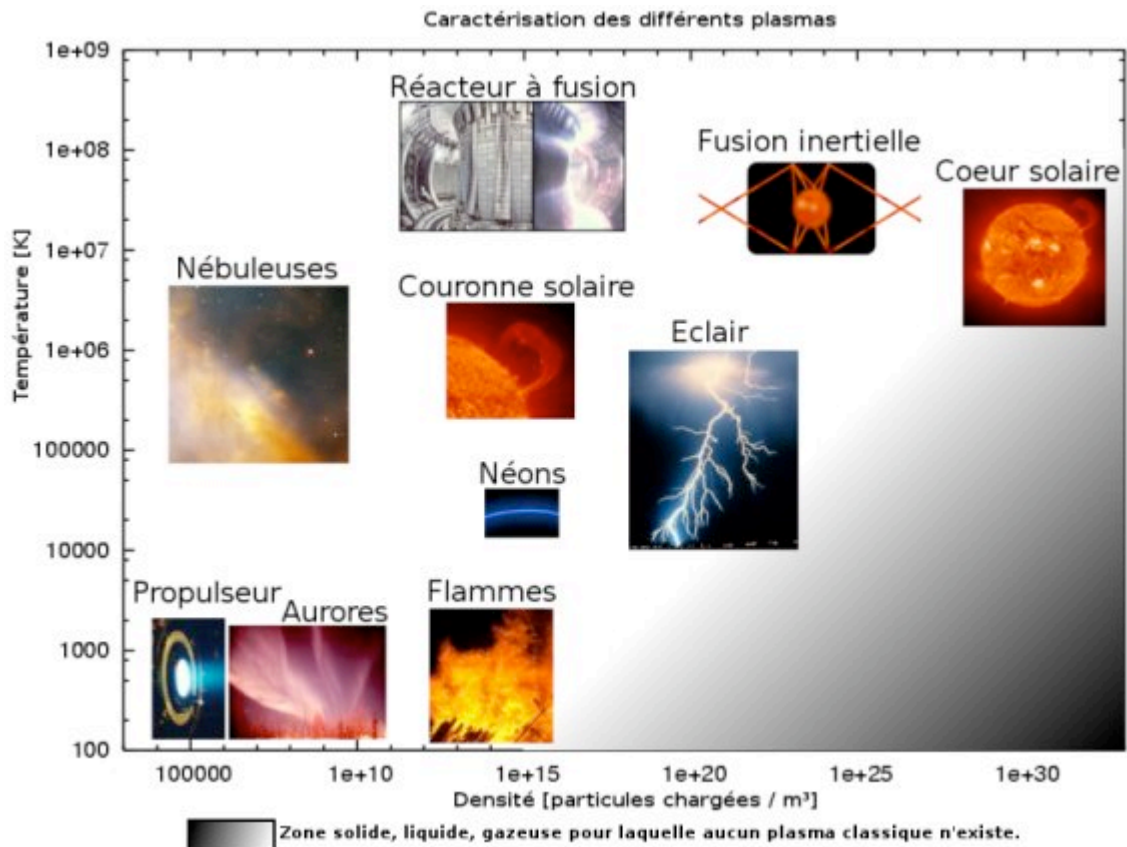 Caractérisation des différents plasmas
1e+09
1e+08
1e+07
1e+06
100000
10000
1000
100
Température [K]
Réacteur à fusion
Fusion inertielle
Coeur solaire
Nébuleuses
Couronne solaire
Eclair
Néons
Propulseur
Aurores
Flammes
100000 1e+10 1e+15 1e+20 1e+25 1e+30
Densité [particules chargées / m³]
Zone solide, liquide, gazeuse pour laquelle aucun plasma classique n'existe.